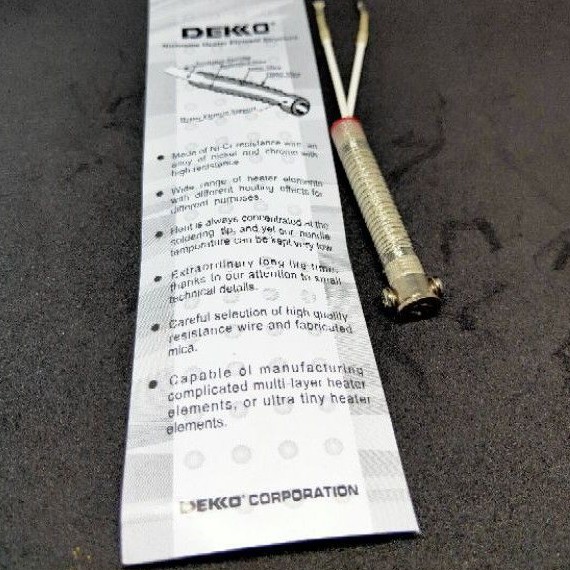 DEKKO
Nichrome Heater Element Structure
• Made of Ni-Cr resistance wire, an
alloy of nickel and chrome with
high resistance.
• Wide range of heater elements
with different heating effects for
different purposes.
• Heat is always concentrated at the
soldering tip, and yet our handle
temperature can be kept very low.
• Extraordinary long life time,
thanks to our attention to small
technical details.
• Careful selection of high quality
resistance wire and fabricated
mica.
• Capable of manufacturing
complicated multi-layer heater
elements, or ultra tiny heater
elements.
DEKKO CORPORATION